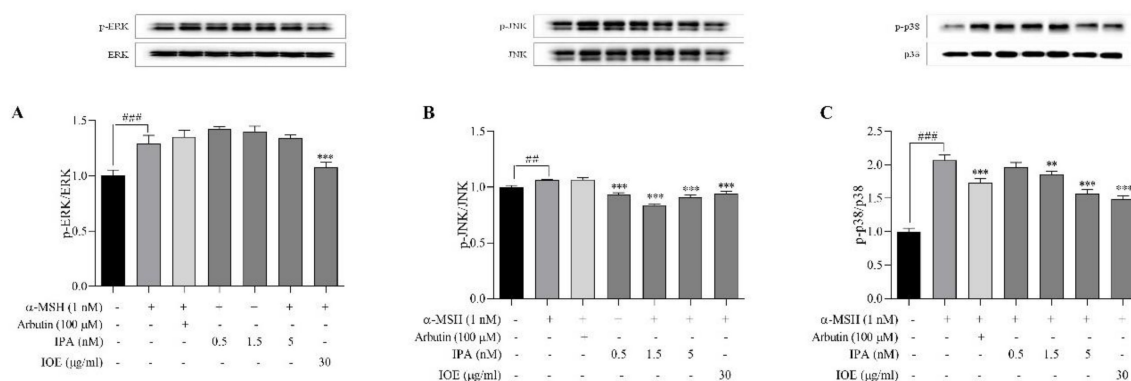 p-ERK
ERK
p-JNK
JNK
p-p38
p38
A
###
***
1.5
1.0
0.5
0.0
p-ERK/ERK
α-MSH (1 nM) - + + + + + +
Arbutin (100 μM) - - + - - - -
IPA (nM) - - - 0.5 1.5 5 -
IOE (μg/ml) - - - - - - 30
B
##
*** *** *** ***
1.5
1.0
0.5
0.0
p-JNK/JNK
α-MSH (1 nM) - + + + + + +
Arbutin (100 μM) - - + - - - -
IPA (nM) - - - 0.5 1.5 5 -
IOE (μg/ml) - - - - - - 30
C
###
*** ** *** ***
2.5
2.0
1.5
1.0
0.5
0.0
p-p38/p38
α-MSH (1 nM) - + + + + + +
Arbutin (100 μM) - - + - - - -
IPA (nM) - - - 0.5 1.5 5 -
IOE (μg/ml) - - - - - - 30